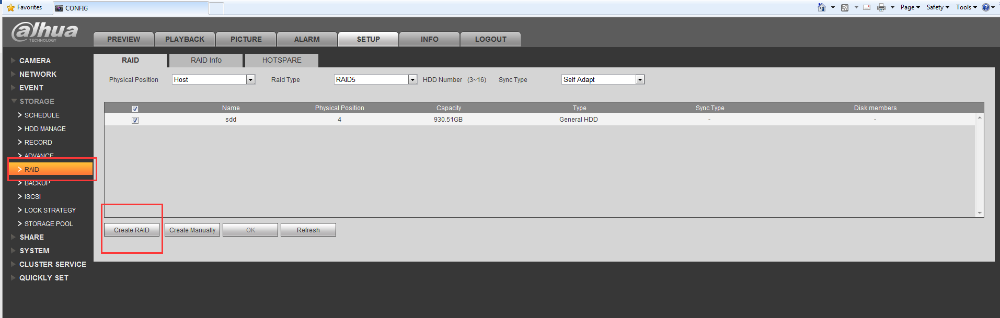 Favorites CONFIG Page Safety Tools
alhua
TECHNOLOGY
PREVIEW PLAYBACK PICTURE ALARM SETUP INFO LOGOUT
CAMERA
NETWORK
EVENT
STORAGE
SCHEDULE
HDD MANAGE
RECORD
ADVANCE
RAID
BACKUP
ISCSI
LOCK STRATEGY
STORAGE POOL
SHARE
SYSTEM
CLUSTER SERVICE
QUICKLY SET
RAID RAID Info HOTSPARE
Physical Position Host Raid Type RAID5 HDD Number (3~16) Sync Type Self Adapt
Name Physical Position Capacity Type Sync Type Disk members
sdd 4 930.51GB General HDD - -
Create RAID Create Manually OK Refresh